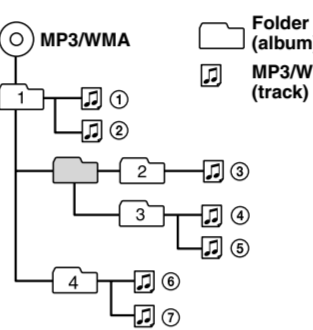 MP3/WMA
Folder
(album
MP3/W
(track)
1
①
②
2
③
3
④
⑤
4
⑥
⑦